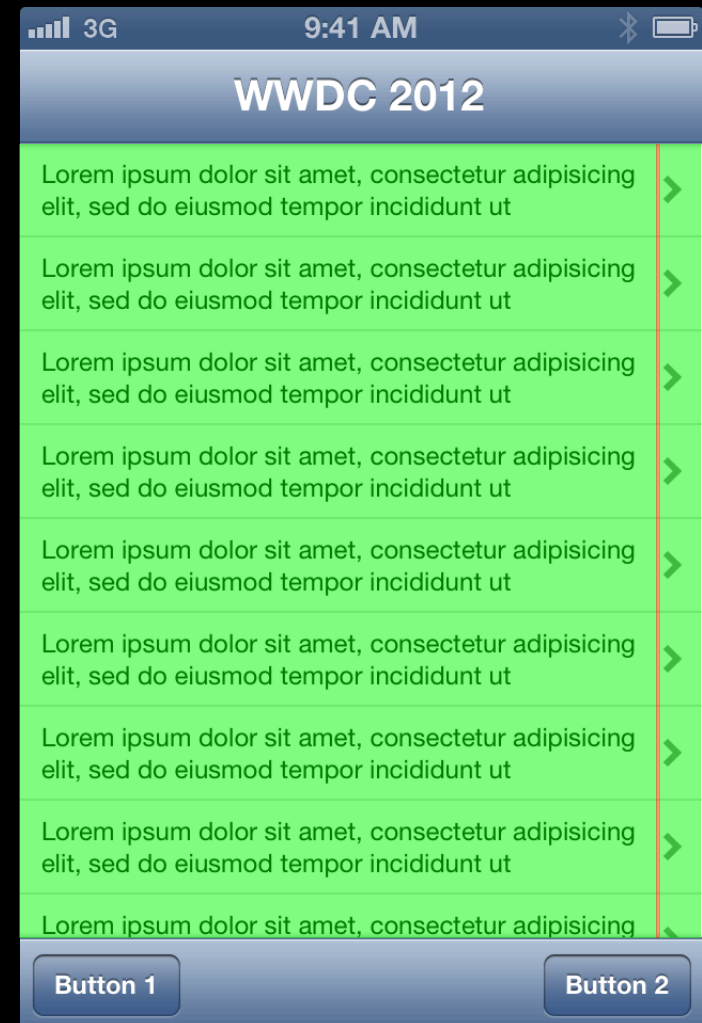 3G 9:41 AM
WWDC 2012
Lorem ipsum dolor sit amet, consectetur adipisicing
elit, sed do eiusmod tempor incididunt ut
Lorem ipsum dolor sit amet, consectetur adipisicing
elit, sed do eiusmod tempor incididunt ut
Lorem ipsum dolor sit amet, consectetur adipisicing
elit, sed do eiusmod tempor incididunt ut
Lorem ipsum dolor sit amet, consectetur adipisicing
elit, sed do eiusmod tempor incididunt ut
Lorem ipsum dolor sit amet, consectetur adipisicing
elit, sed do eiusmod tempor incididunt ut
Lorem ipsum dolor sit amet, consectetur adipisicing
elit, sed do eiusmod tempor incididunt ut
Lorem ipsum dolor sit amet, consectetur adipisicing
elit, sed do eiusmod tempor incididunt ut
Lorem ipsum dolor sit amet, consectetur adipisicing
elit, sed do eiusmod tempor incididunt ut
Lorem ipsum dolor sit amet, consectetur adipisicing
Button 1 Button 2